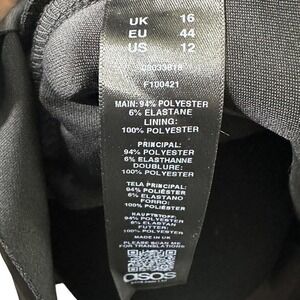 UK 16
EU 44
US 12
F100421
MAIN: 94% POLYESTER
6% ELASTANE
LINING:
100% POLYESTER
PRINCIPAL:
94% POLYESTER
6% ELASTHANNE
DOUBLURE:
100% POLYESTER
TELA PRINCIPAL:
94% POLIÉSTER
6% ELASTANO
FORRO:
100% POLIÉSTER
HAUPTSTOFF:
94% POLYESTER
6% ELASTAN
FUTTER:
100% POLYESTER
MADE IN UK
PLEASE SCAN ME
FOR TRANSLATIONS
asos